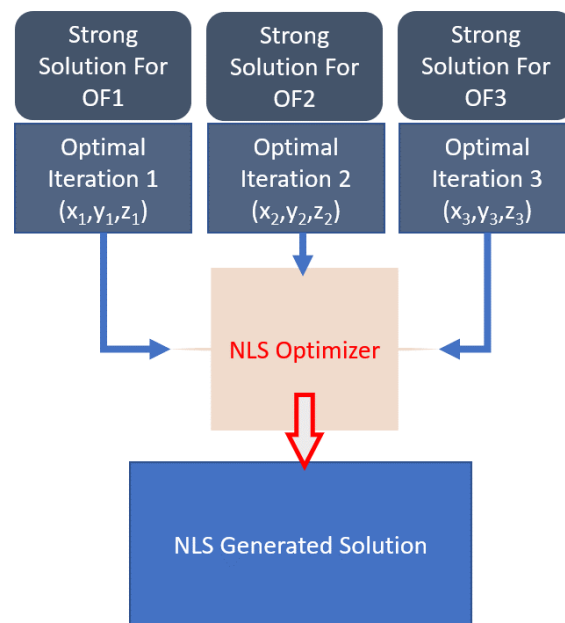 Strong
Solution For
OF1
Strong
Solution For
OF2
Strong
Solution For
OF3
Optimal
Iteration 1
(x₁,y₁,z₁)
Optimal
Iteration 2
(x₂,y₂,z₂)
Optimal
Iteration 3
(x₃,y₃,z₃)
NLS Optimizer
NLS Generated Solution